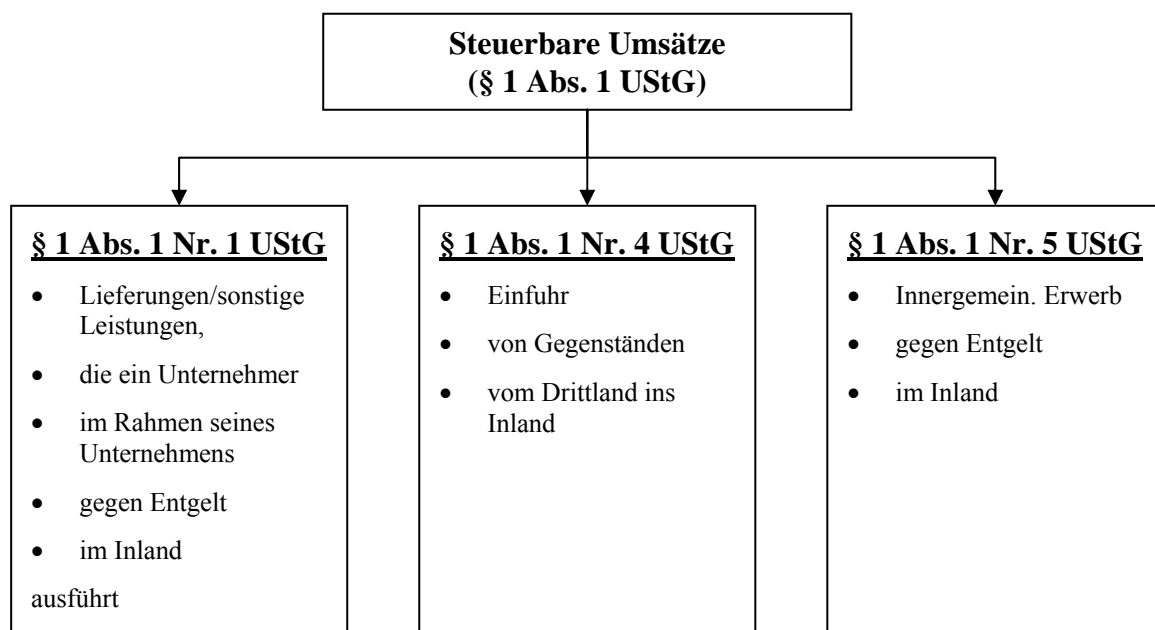 Steuerbare Umsätze
(§ 1 Abs. 1 UStG)
§ 1 Abs. 1 Nr. 1 UStG
• Lieferungen/sonstige
Leistungen,
• die ein Unternehmer
• im Rahmen seines
Unternehmens
• gegen Entgelt
• im Inland
ausführt
§ 1 Abs. 1 Nr. 4 UStG
• Einfuhr
• von Gegenständen
• vom Drittland ins
Inland
§ 1 Abs. 1 Nr. 5 UStG
• Innergemein. Erwerb
• gegen Entgelt
• im Inland